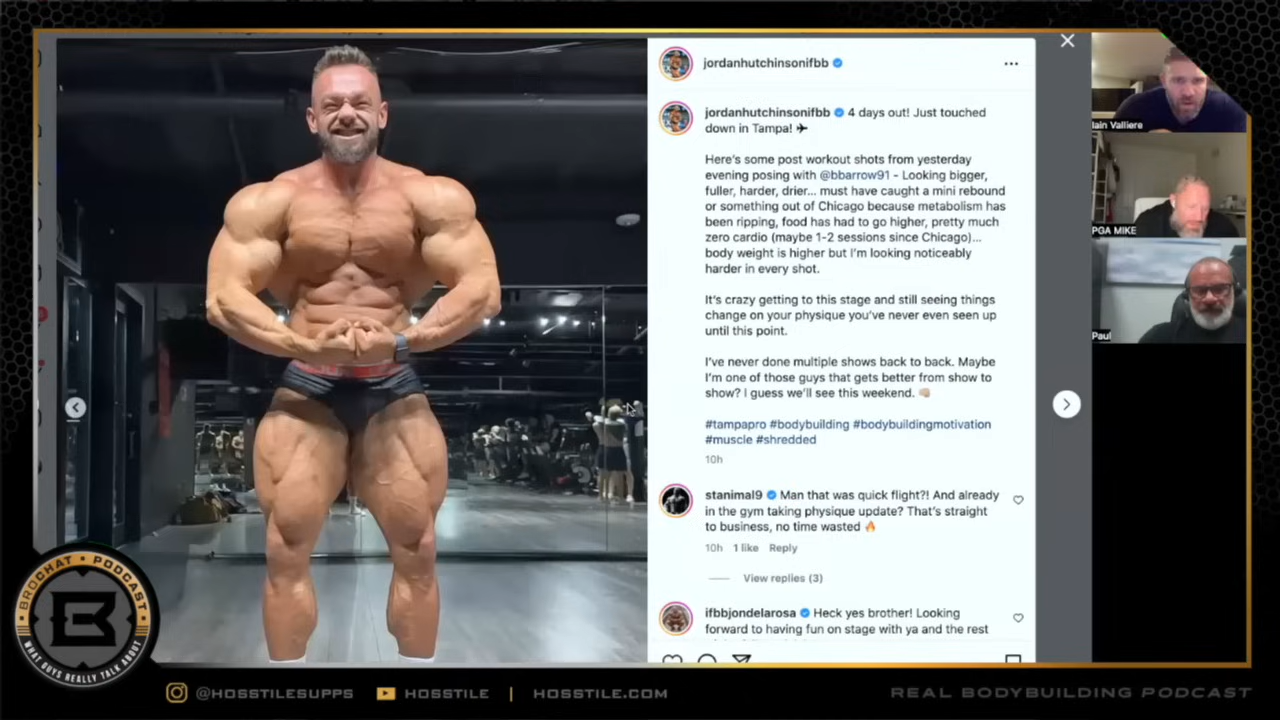 jordanhutchinsonifbb
jordanhutchinsonifbb 4 days out! Just touched
down in Tampa! ✈
Here's some post workout shots from yesterday
evening posing with @bbarrow91 - Looking bigger,
fuller, harder, drier... must have caught a mini rebound
or something out of Chicago because metabolism has
been ripping, food has had to go higher, pretty much
zero cardio (maybe 1-2 sessions since Chicago)...
body weight is higher but I'm looking noticeably
harder in every shot.
It's crazy getting to this stage and still seeing things
change on your physique you've never even seen up
until this point.
I've never done multiple shows back to back. Maybe
I'm one of those guys that gets better from show to
show? I guess we'll see this weekend. 👊🏼
#tampapro #bodybuilding #bodybuildingmotivation
#muscle #shredded
10h
stanimal9 Man that was quick flight?! And already
in the gym taking physique update? That's straight
to business, no time wasted 🔥
10h 1 like Reply
View replies (3)
ifbbjondelarosa Heck yes brother! Looking
forward to having fun on stage with ya and the rest
Iain Valliere
PGA MIKE
Paul
BROCHAT • PODCAST
B
WHAT GUYS REALLY TALK ABOUT
@HOSSTILESUPPS HOSSTILE | HOSSTILE.COM
REAL BODYBUILDING PODCAST